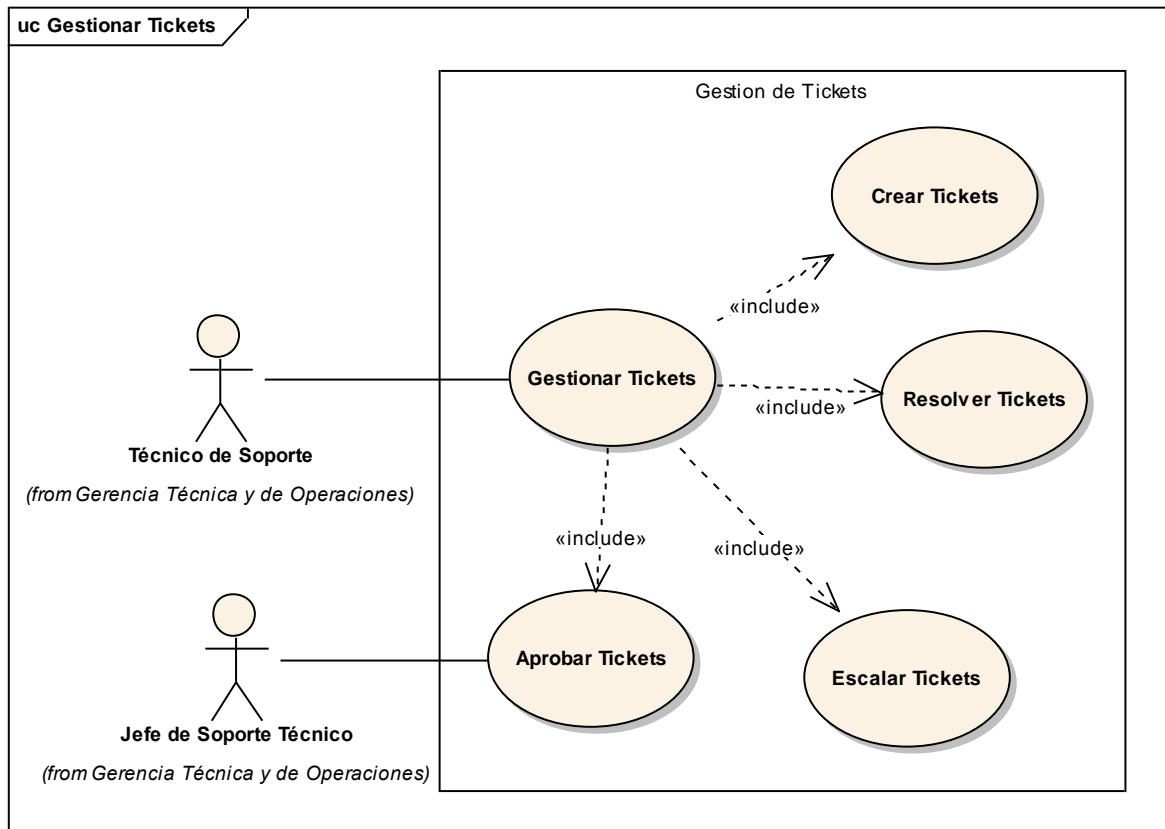 uc Gestionar Tickets
Gestion de Tickets
Crear Tickets
«include»
Gestionar Tickets
Resolver Tickets
«include»
Técnico de Soporte
(from Gerencia Técnica y de Operaciones)
«include»
«include»
Aprobar Tickets
Escalar Tickets
Jefe de Soporte Técnico
(from Gerencia Técnica y de Operaciones)